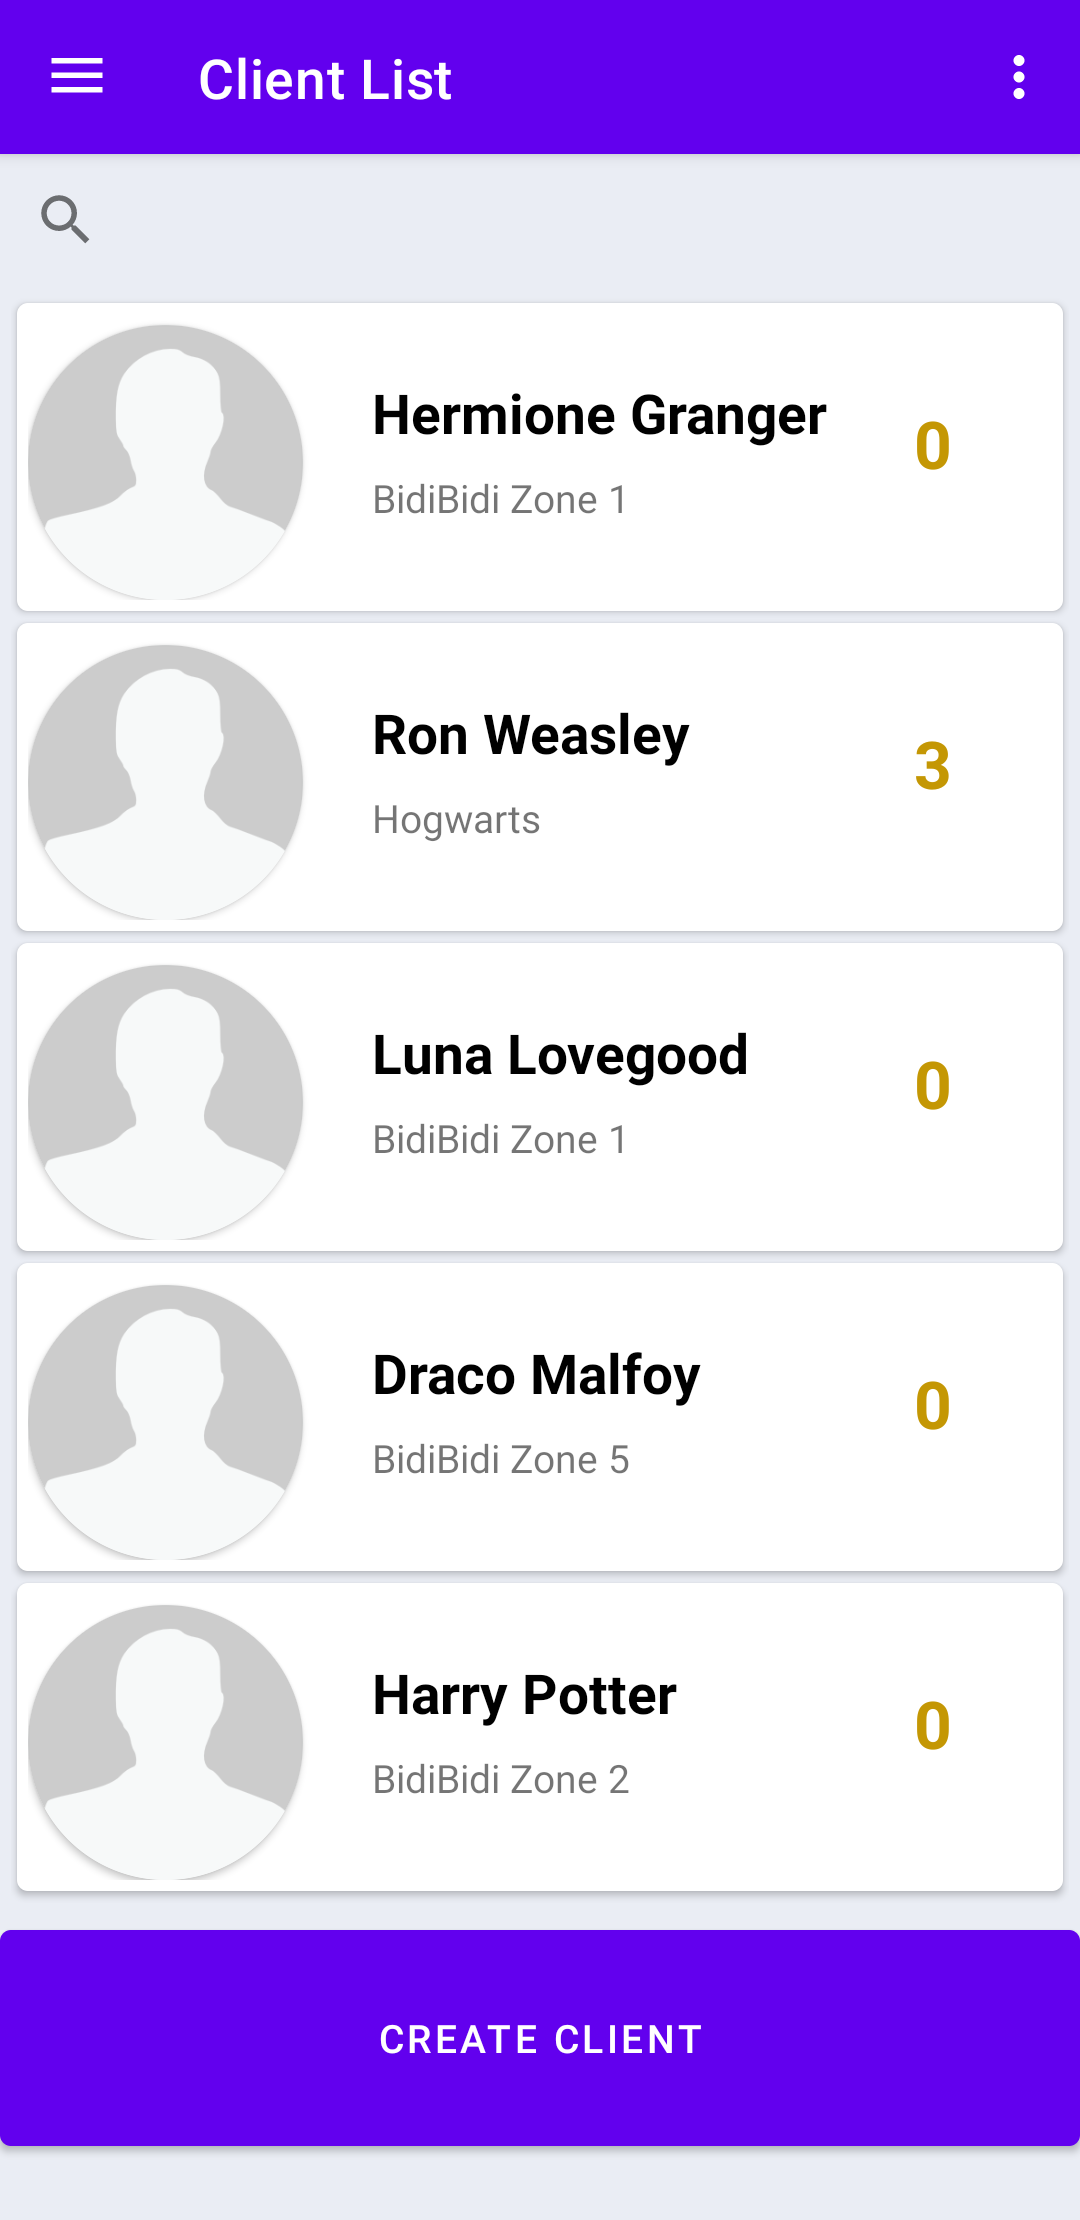 Client List
Hermione Granger
BidiBidi Zone 1
0
Ron Weasley
Hogwarts
3
Luna Lovegood
BidiBidi Zone 1
0
Draco Malfoy
BidiBidi Zone 5
0
Harry Potter
BidiBidi Zone 2
0
CREATE CLIENT